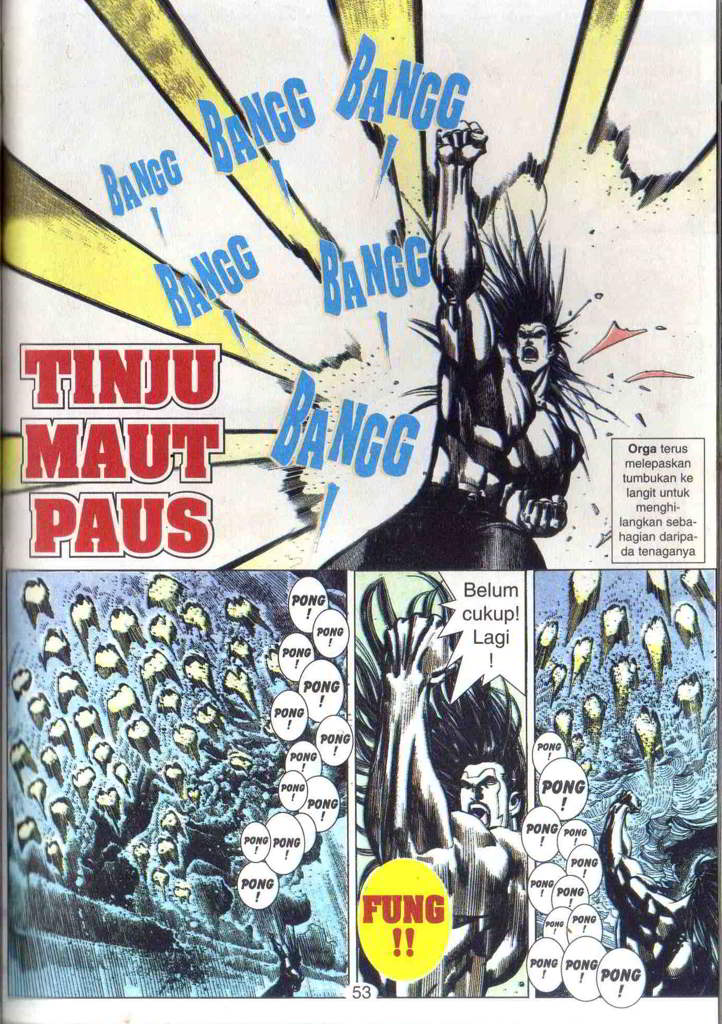 BANGG
!
BANGG
!
BANGG
!
BANGG
!
BANGG
!
BANGG
!
TINJU
MAUT
PAUS
Orga terus
melepaskan
tumbukan ke
langit untuk
menghi-
langkan seba-
hagian daripa-
da tenaganya
PONG
!
PONG
!
PONG
!
PONG
!
PONG
!
PONG
!
PONG
!
PONG
!
PONG
!
PONG
!
PONG
!
PONG
!
Belum
cukup!
Lagi
!
FUNG
!!
PONG
!
PONG
!
PONG
!
PONG
!
PONG
!
PONG
!
PONG
!
PONG
!
PONG
!
PONG
!
PONG
!
PONG
!
53